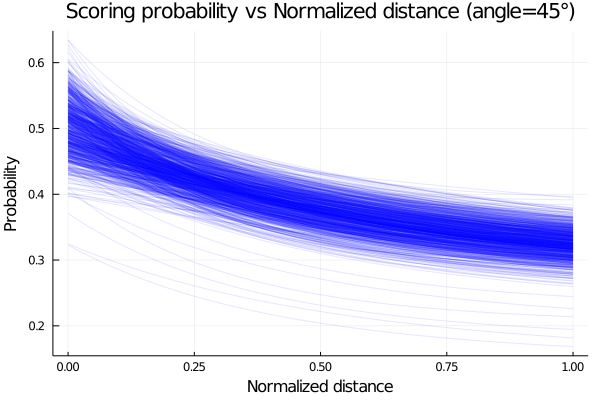 Scoring probability vs Normalized distance (angle=45°)
0.6
0.5
0.4
0.3
0.2
Probability
0.00 0.25 0.50 0.75 1.00
Normalized distance